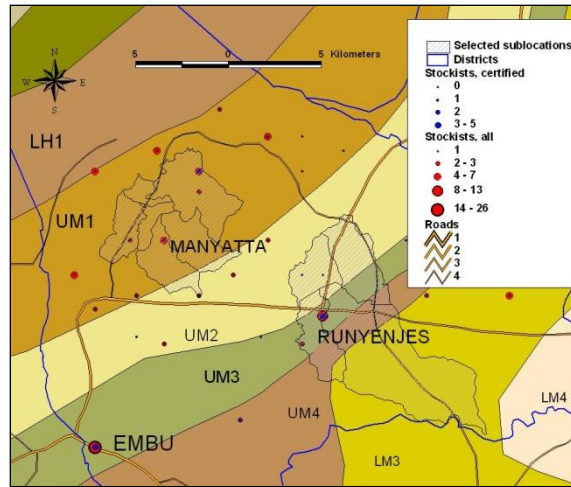 N
W E
S
5 0 5 Kilometers
Selected sublocations
Districts
Stockists, certified
0
1
2
3 - 5
Stockists, all
1
2 - 3
4 - 7
8 - 13
14 - 26
Roads
1
2
3
4
LH1
UM1
MANYATTA
UM2
RUNYENJES
UM3
UM4
LM4
EMBU
LM3